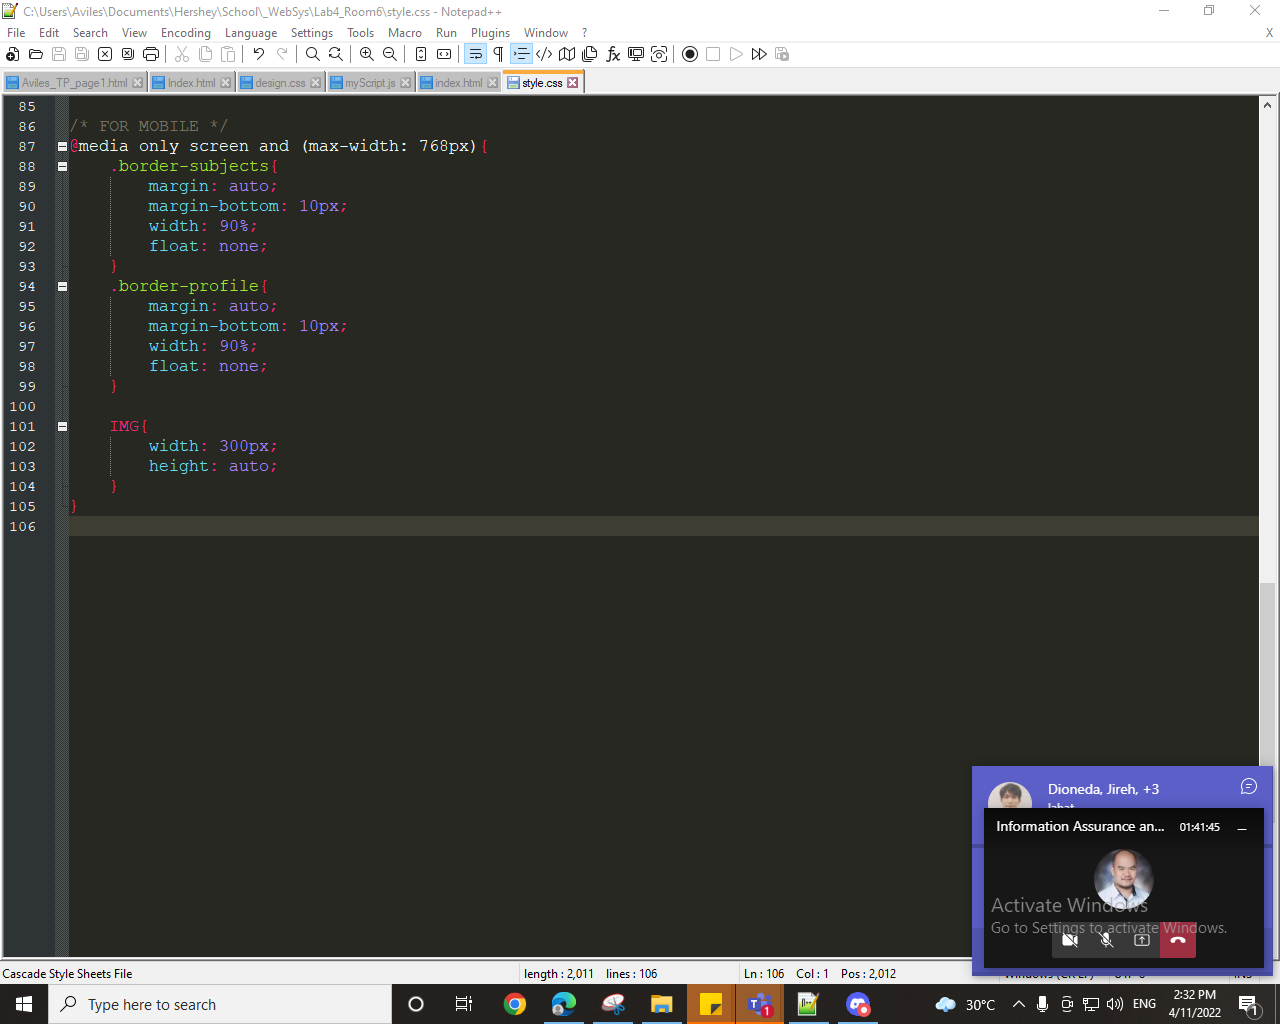 C:\Users\Aviles\Documents\Hershey\School\_WebSys\Lab4_Room6\style.css - Notepad++
File Edit Search View Encoding Language Settings Tools Macro Run Plugins Window ? X
Aviles_TP_page1.html Index.html design.css myScript.js index.html style.css
85
86 /* FOR MOBILE */
87 @media only screen and (max-width: 768px){
88 .border-subjects{
89 margin: auto;
90 margin-bottom: 10px;
91 width: 90%;
92 float: none;
93 }
94 .border-profile{
95 margin: auto;
96 margin-bottom: 10px;
97 width: 90%;
98 float: none;
99 }
100
101 IMG{
102 width: 300px;
103 height: auto;
104 }
105 }
106
Dioneda, Jireh, +3
Information Assurance an... 01:41:45
Activate Windows
Go to Settings to activate Windows.
Cascade Style Sheets File length : 2,011 lines : 106 Ln : 106 Col : 1 Pos : 2,012
Type here to search 1 30°C ENG 2:32 PM 1
4/11/2022